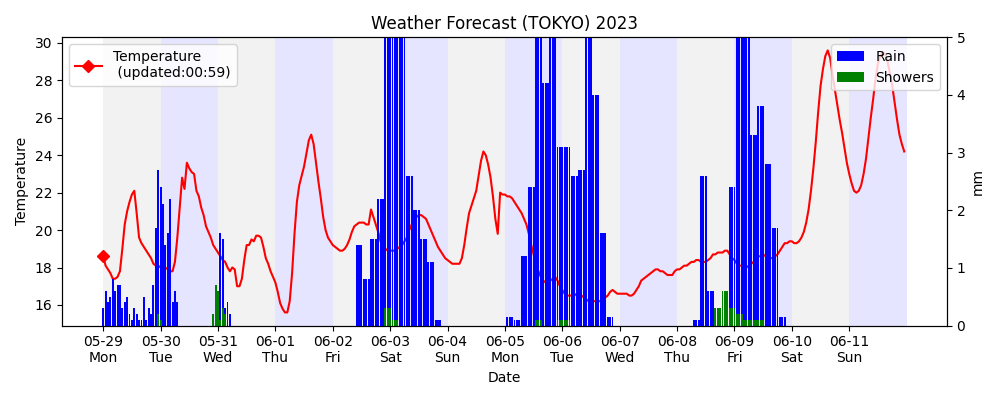 Weather Forecast (TOKYO) 2023
Temperature
(updated:00:59)
Rain
Showers
30
28
26
24
22
20
18
16
Temperature
5
4
3
2
1
0
mm
05-29 05-30 05-31 06-01 06-02 06-03 06-04 06-05 06-06 06-07 06-08 06-09 06-10 06-11
Mon Tue Wed Thu Fri Sat Sun Mon Tue Wed Thu Fri Sat Sun
Date